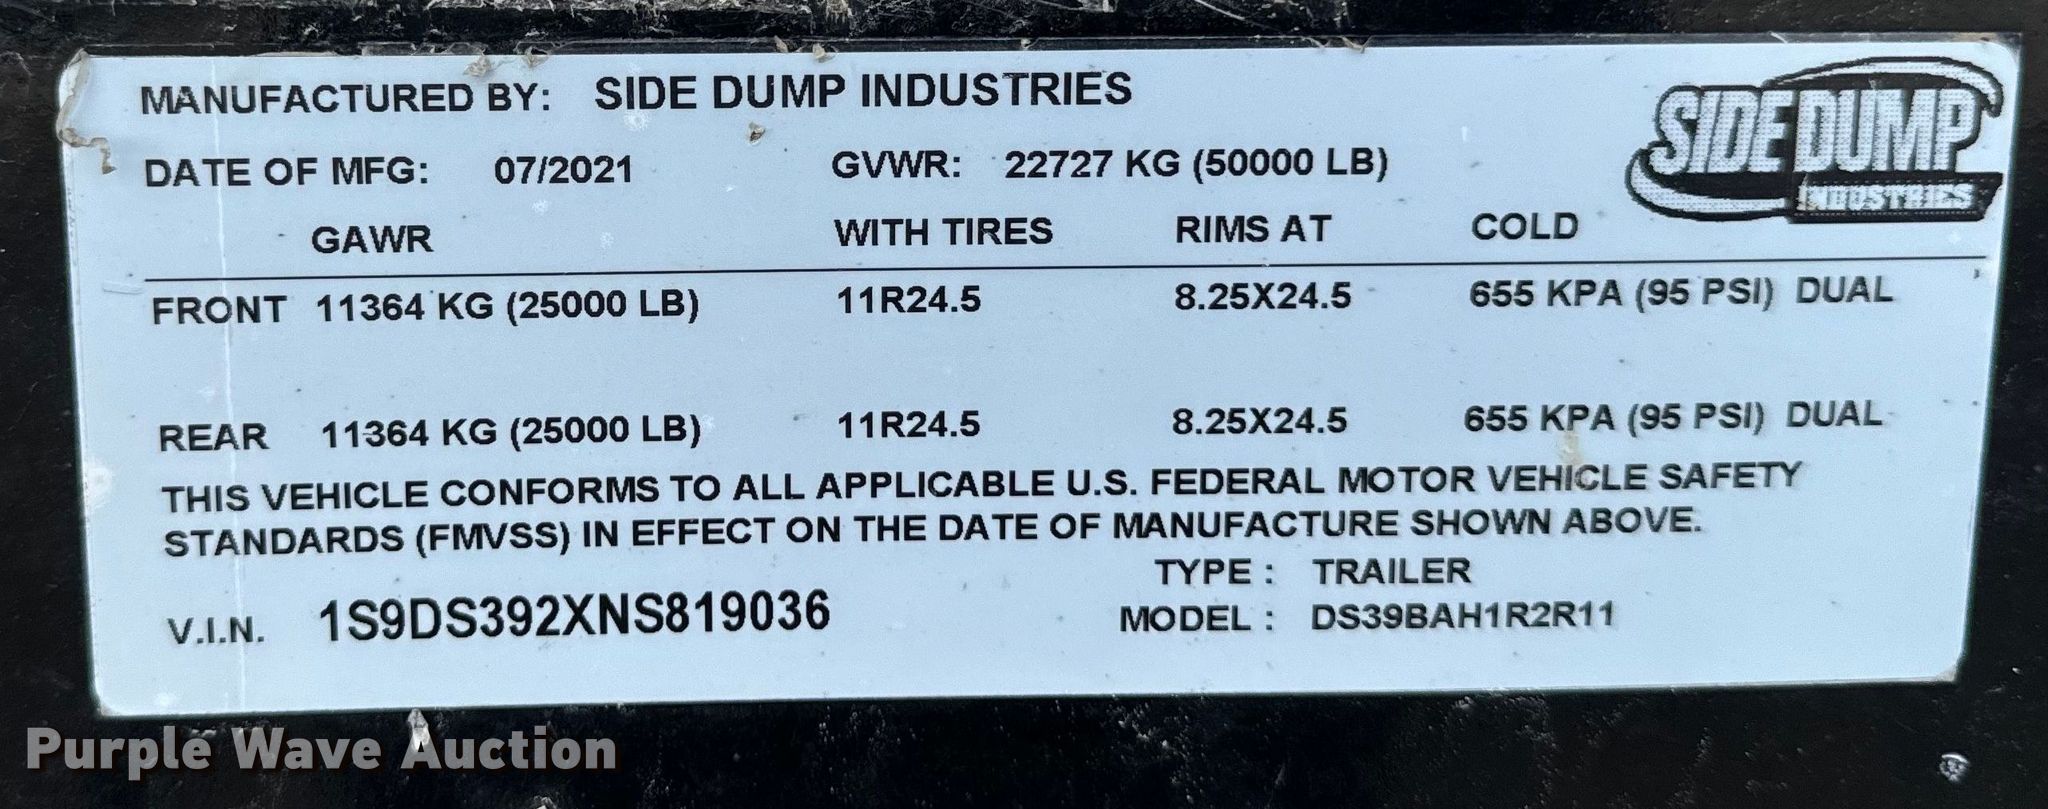 MANUFACTURED BY: SIDE DUMP INDUSTRIES
SIDE DUMP
INDUSTRIES
DATE OF MFG: 07/2021 GVWR: 22727 KG (50000 LB)
GAWR WITH TIRES RIMS AT COLD
FRONT 11364 KG (25000 LB) 11R24.5 8.25X24.5 655 KPA (95 PSI) DUAL
REAR 11364 KG (25000 LB) 11R24.5 8.25X24.5 655 KPA (95 PSI) DUAL
THIS VEHICLE CONFORMS TO ALL APPLICABLE U.S. FEDERAL MOTOR VEHICLE SAFETY
STANDARDS (FMVSS) IN EFFECT ON THE DATE OF MANUFACTURE SHOWN ABOVE.
TYPE : TRAILER
V.I.N. 1S9DS392XNS819036 MODEL : DS39BAH1R2R11
Purple Wave Auction